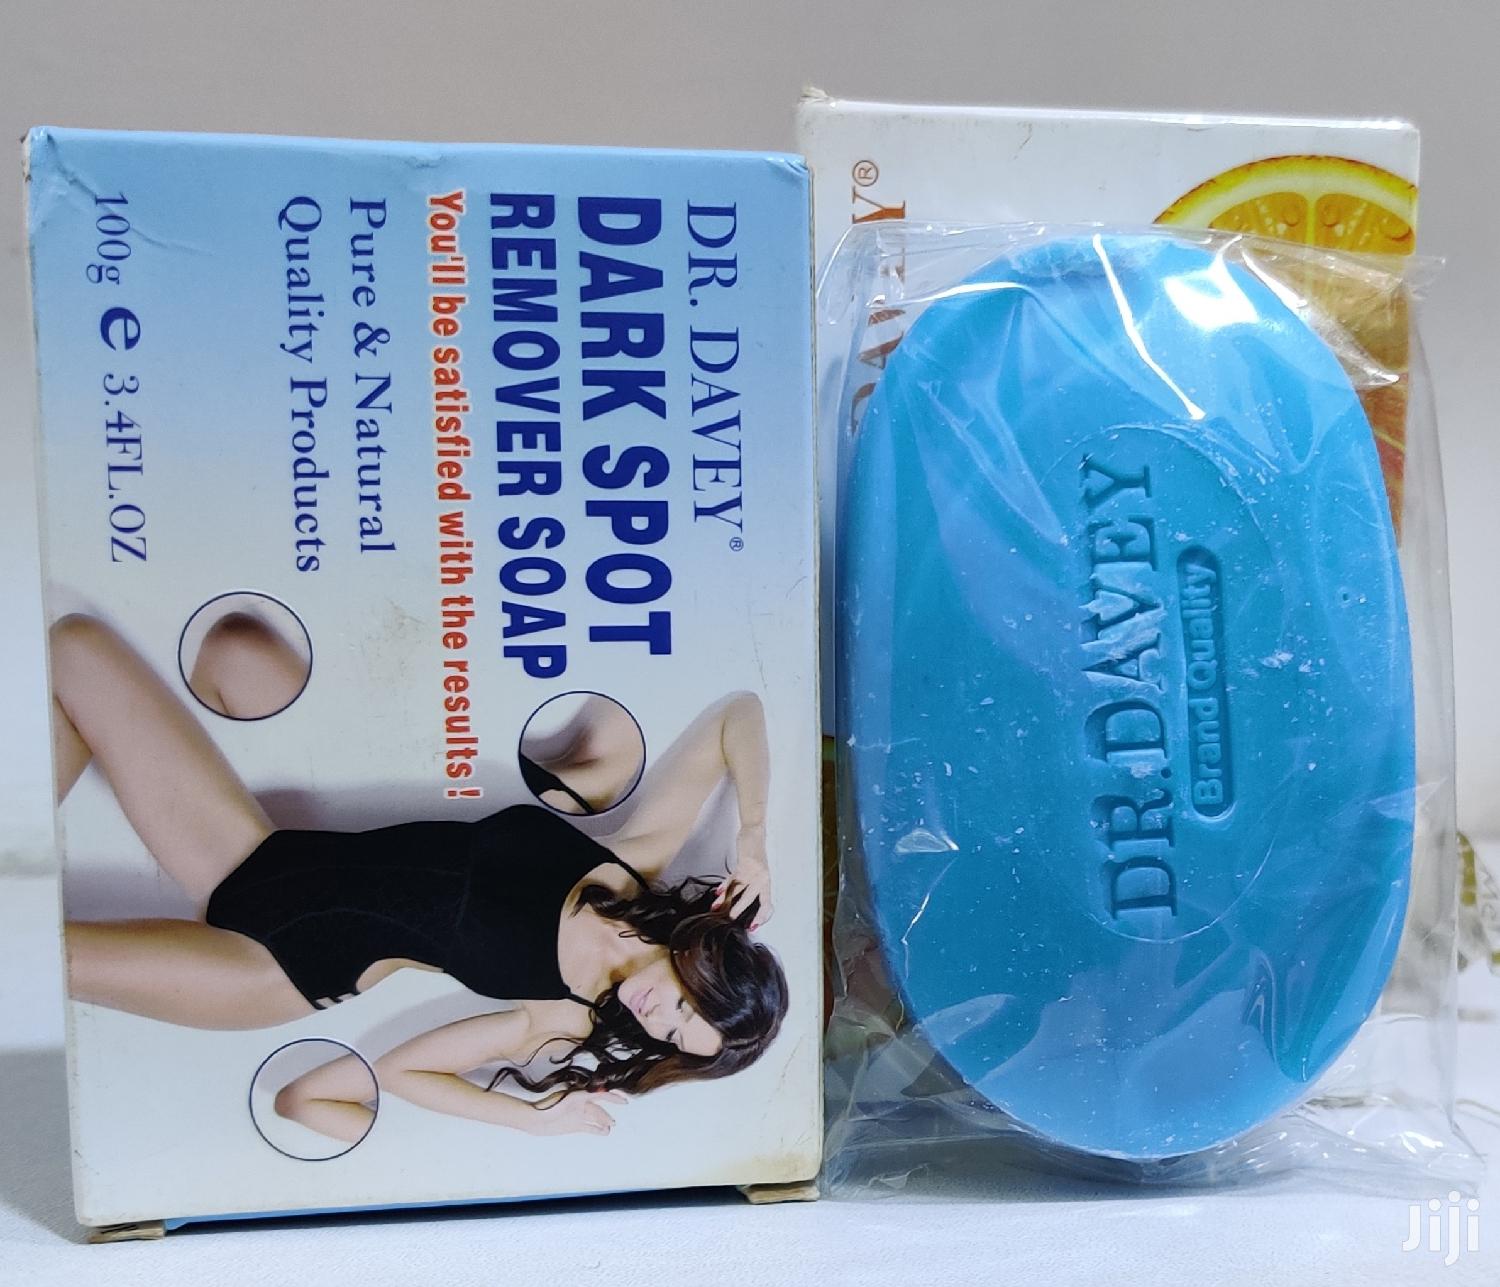 DR. DAVEY®
DARK SPOT
REMOVER SOAP
You'll be satisfied with the results!
Pure & Natural
Quality Products
100g e 3.4FL.OZ
DR.DAVEY
Brand Quality
Jiji